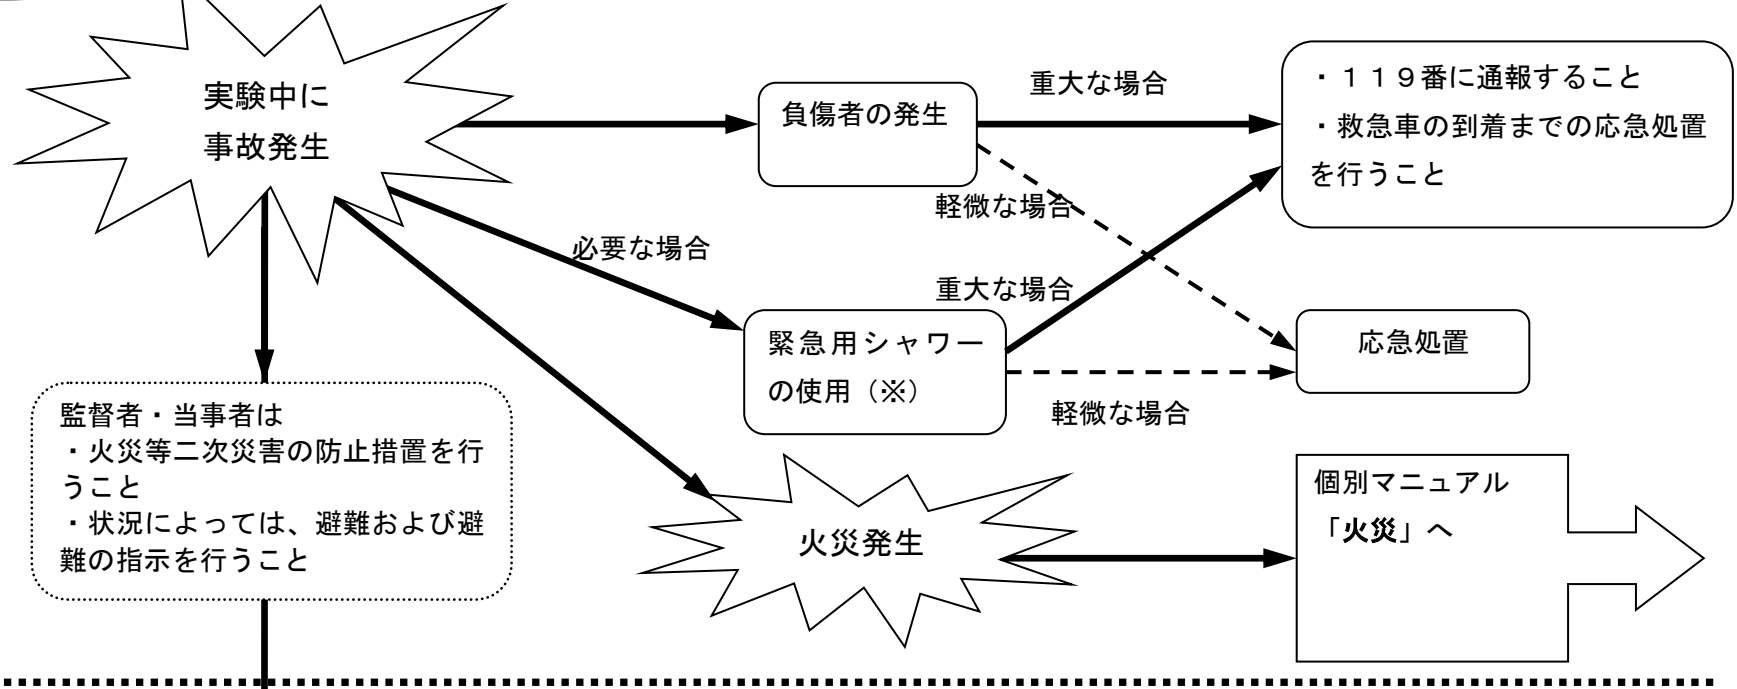 実験中に
事故発生
負傷者の発生
重大な場合
・119番に通報すること
・救急車の到着までの応急処置
を行うこと
軽微な場合
必要な場合
重大な場合
緊急用シャワー
の使用（※）
応急処置
軽微な場合
監督者・当事者は
・火災等二次災害の防止措置を行
うこと
・状況によっては、避難および避
難の指示を行うこと
火災発生
個別マニュアル
「火災」へ